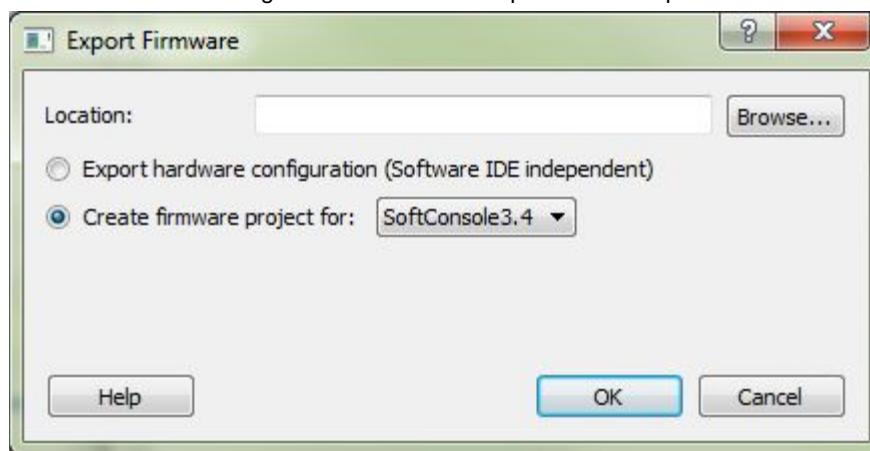 Export Firmware
Location:
Browse...
Export hardware configuration (Software IDE independent)
Create firmware project for: SoftConsole3.4
Help OK Cancel